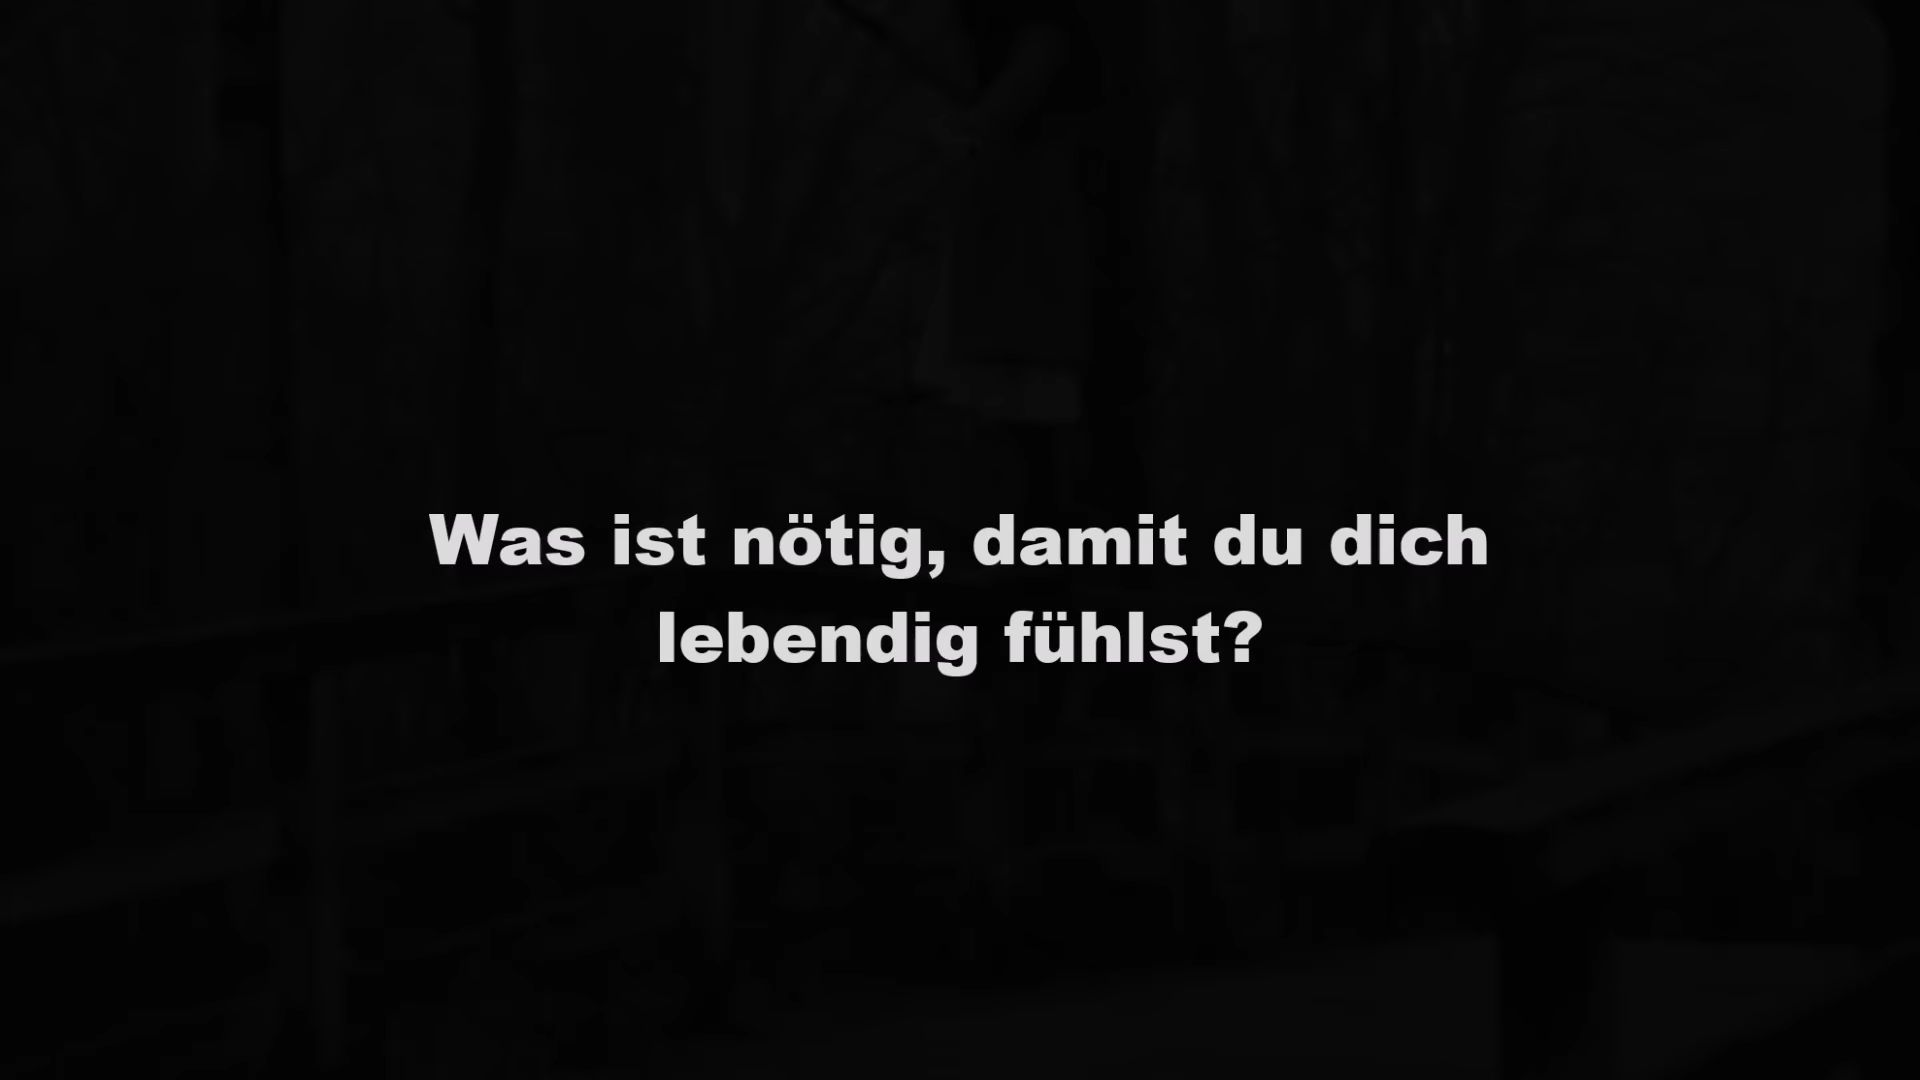 Was ist nötig, damit du dich
lebendig fühlst?